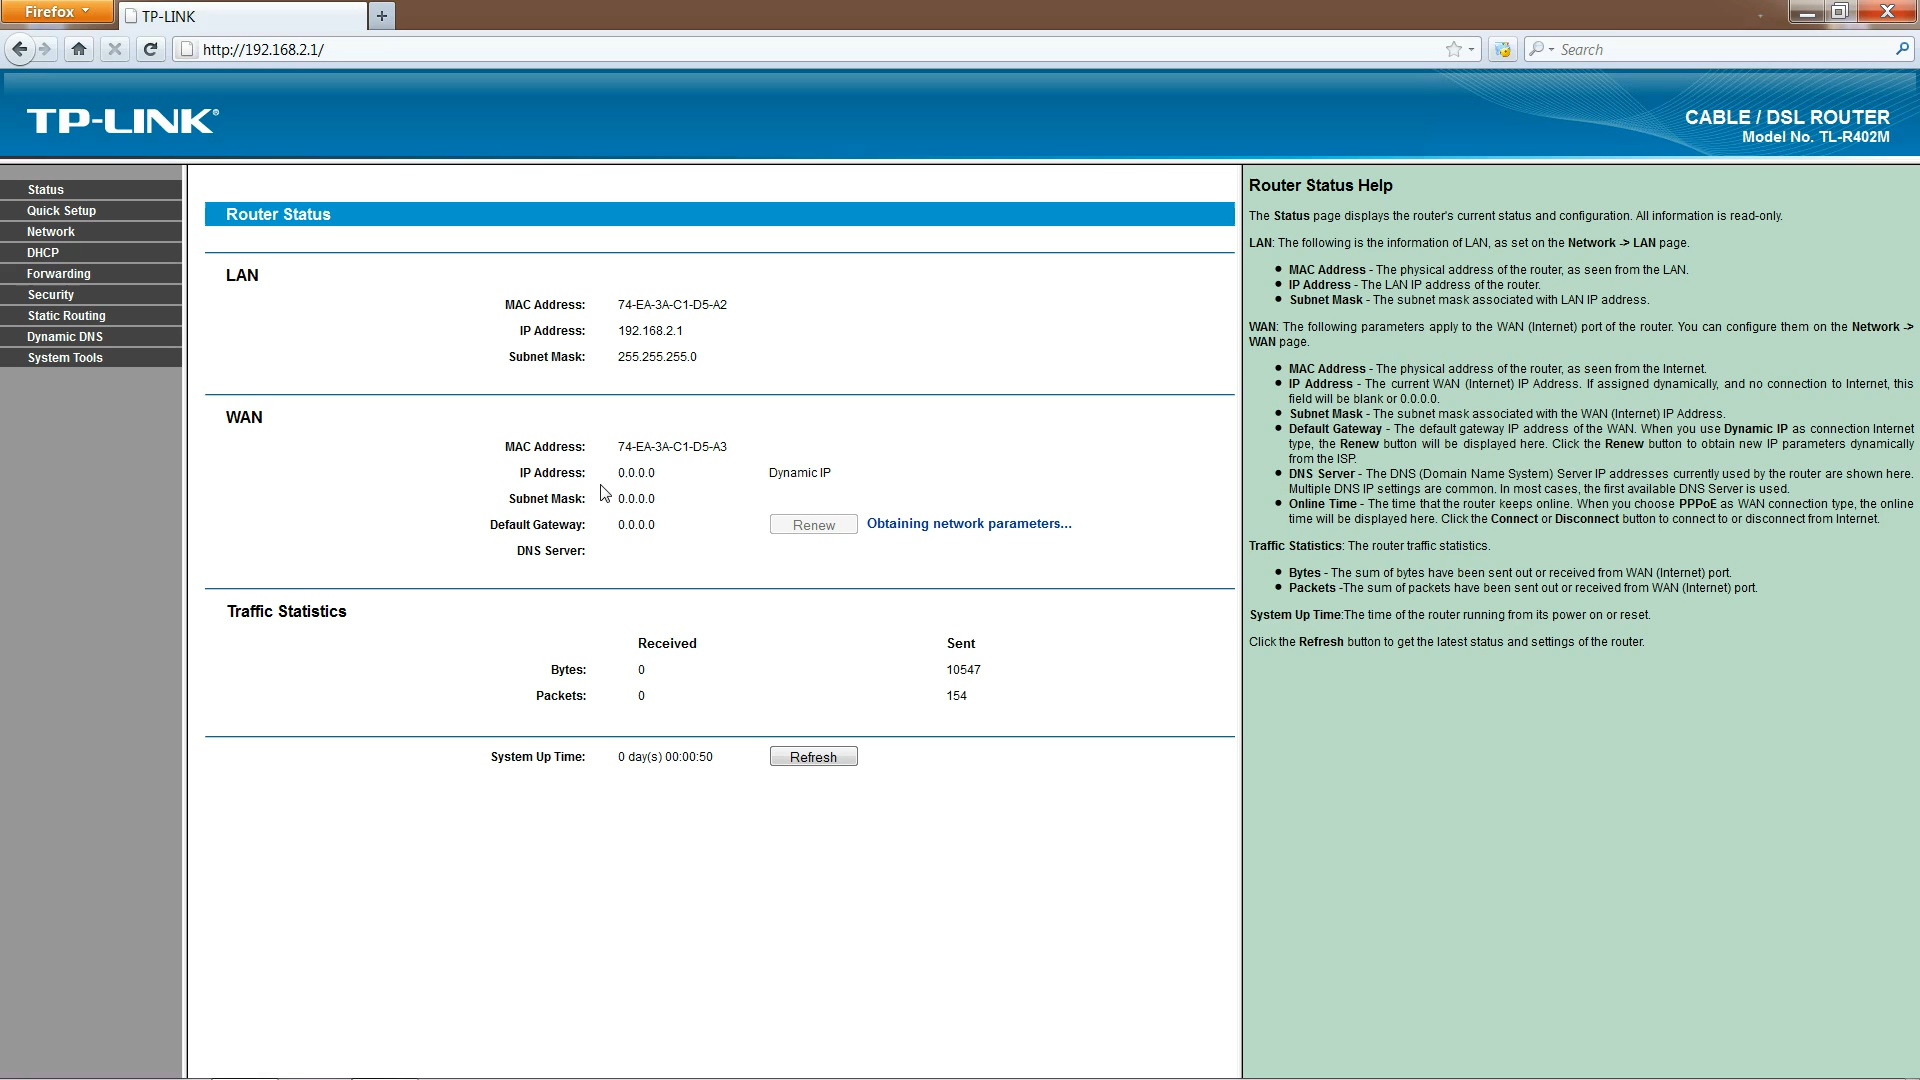 Firefox
TP-LINK
http://192.168.2.1/
Search
TP-LINK®
CABLE / DSL ROUTER
Model No. TL-R402M
Status
Quick Setup
Network
DHCP
Forwarding
Security
Static Routing
Dynamic DNS
System Tools
Router Status
LAN
MAC Address: 74-EA-3A-C1-D5-A2
IP Address: 192.168.2.1
Subnet Mask: 255.255.255.0
WAN
MAC Address: 74-EA-3A-C1-D5-A3
IP Address: 0.0.0.0 Dynamic IP
Subnet Mask: 0.0.0.0
Default Gateway: 0.0.0.0 Renew Obtaining network parameters...
DNS Server:
Traffic Statistics
Received Sent
Bytes: 0 10547
Packets: 0 154
System Up Time: 0 day(s) 00:00:50 Refresh
Router Status Help
The Status page displays the router's current status and configuration. All information is read-only.
LAN: The following is the information of LAN, as set on the Network -> LAN page.
● MAC Address - The physical address of the router, as seen from the LAN.
● IP Address - The LAN IP address of the router.
● Subnet Mask - The subnet mask associated with LAN IP address.
WAN: The following parameters apply to the WAN (Internet) port of the router. You can configure them on the Network ->
WAN page.
● MAC Address - The physical address of the router, as seen from the Internet.
● IP Address - The current WAN (Internet) IP Address. If assigned dynamically, and no connection to Internet, this
field will be blank or 0.0.0.0.
● Subnet Mask - The subnet mask associated with the WAN (Internet) IP Address.
● Default Gateway - The default gateway IP address of the WAN. When you use Dynamic IP as connection Internet
type, the Renew button will be displayed here. Click the Renew button to obtain new IP parameters dynamically
from the ISP.
● DNS Server - The DNS (Domain Name System) Server IP addresses currently used by the router are shown here.
Multiple DNS IP settings are common. In most cases, the first available DNS Server is used.
● Online Time - The time that the router keeps online. When you choose PPPoE as WAN connection type, the online
time will be displayed here. Click the Connect or Disconnect button to connect to or disconnect from Internet.
Traffic Statistics: The router traffic statistics.
● Bytes - The sum of bytes have been sent out or received from WAN (Internet) port.
● Packets -The sum of packets have been sent out or received from WAN (Internet) port.
System Up Time:The time of the router running from its power on or reset.
Click the Refresh button to get the latest status and settings of the router.